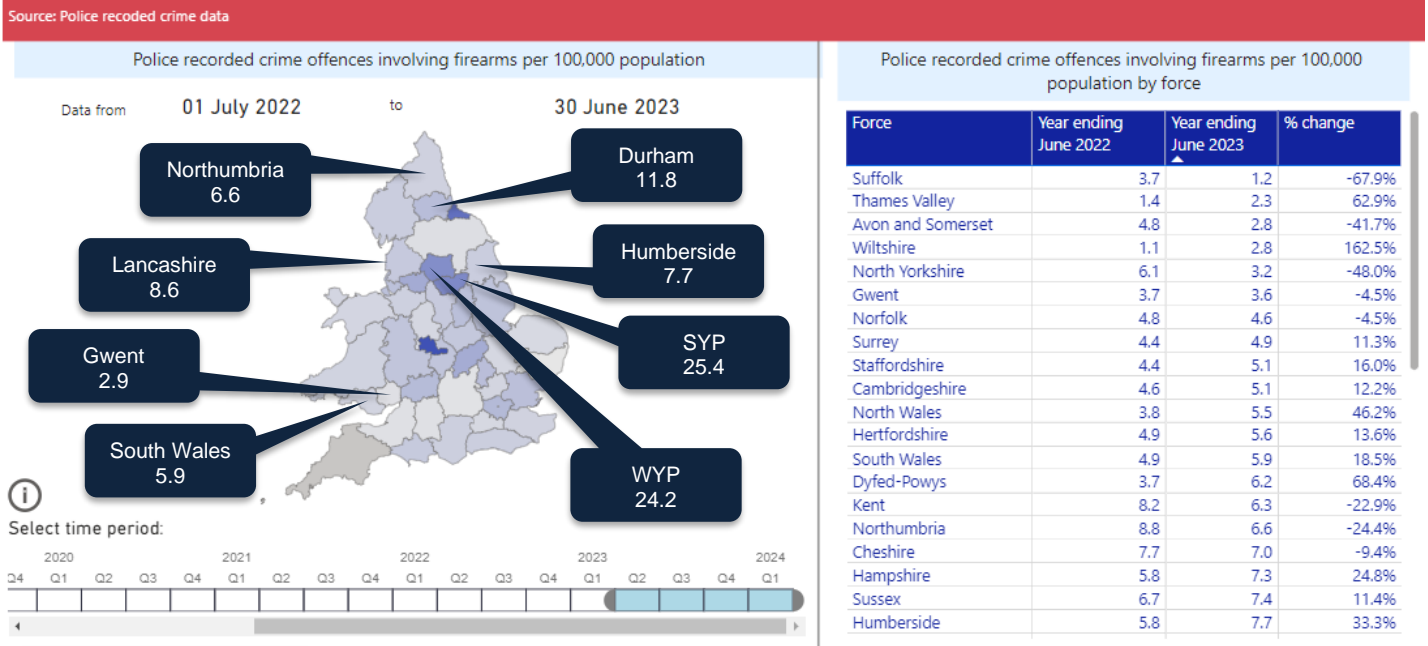 Source: Police recoded crime data
Police recorded crime offences involving firearms per 100,000 population
Data from 01 July 2022 to 30 June 2023
Northumbria
6.6
Durham
11.8
Lancashire
8.6
Humberside
7.7
Gwent
2.9
SYP
25.4
South Wales
5.9
WYP
24.2
Select time period:
2020 2021 2022 2023 2024
Q4 Q1 Q2 Q3 Q4 Q1 Q2 Q3 Q4 Q1 Q2 Q3 Q4 Q1 Q2 Q3 Q4 Q1
Police recorded crime offences involving firearms per 100,000
population by force
Force Year ending June 2022 Year ending June 2023 % change
Suffolk 3.7 1.2 -67.9%
Thames Valley 1.4 2.3 62.9%
Avon and Somerset 4.8 2.8 -41.7%
Wiltshire 1.1 2.8 162.5%
North Yorkshire 6.1 3.2 -48.0%
Gwent 3.7 3.6 -4.5%
Norfolk 4.8 4.6 -4.5%
Surrey 4.4 4.9 11.3%
Staffordshire 4.4 5.1 16.0%
Cambridgeshire 4.6 5.1 12.2%
North Wales 3.8 5.5 46.2%
Hertfordshire 4.9 5.6 13.6%
South Wales 4.9 5.9 18.5%
Dyfed-Powys 3.7 6.2 68.4%
Kent 8.2 6.3 -22.9%
Northumbria 8.8 6.6 -24.4%
Cheshire 7.7 7.0 -9.4%
Hampshire 5.8 7.3 24.8%
Sussex 6.7 7.4 11.4%
Humberside 5.8 7.7 33.3%